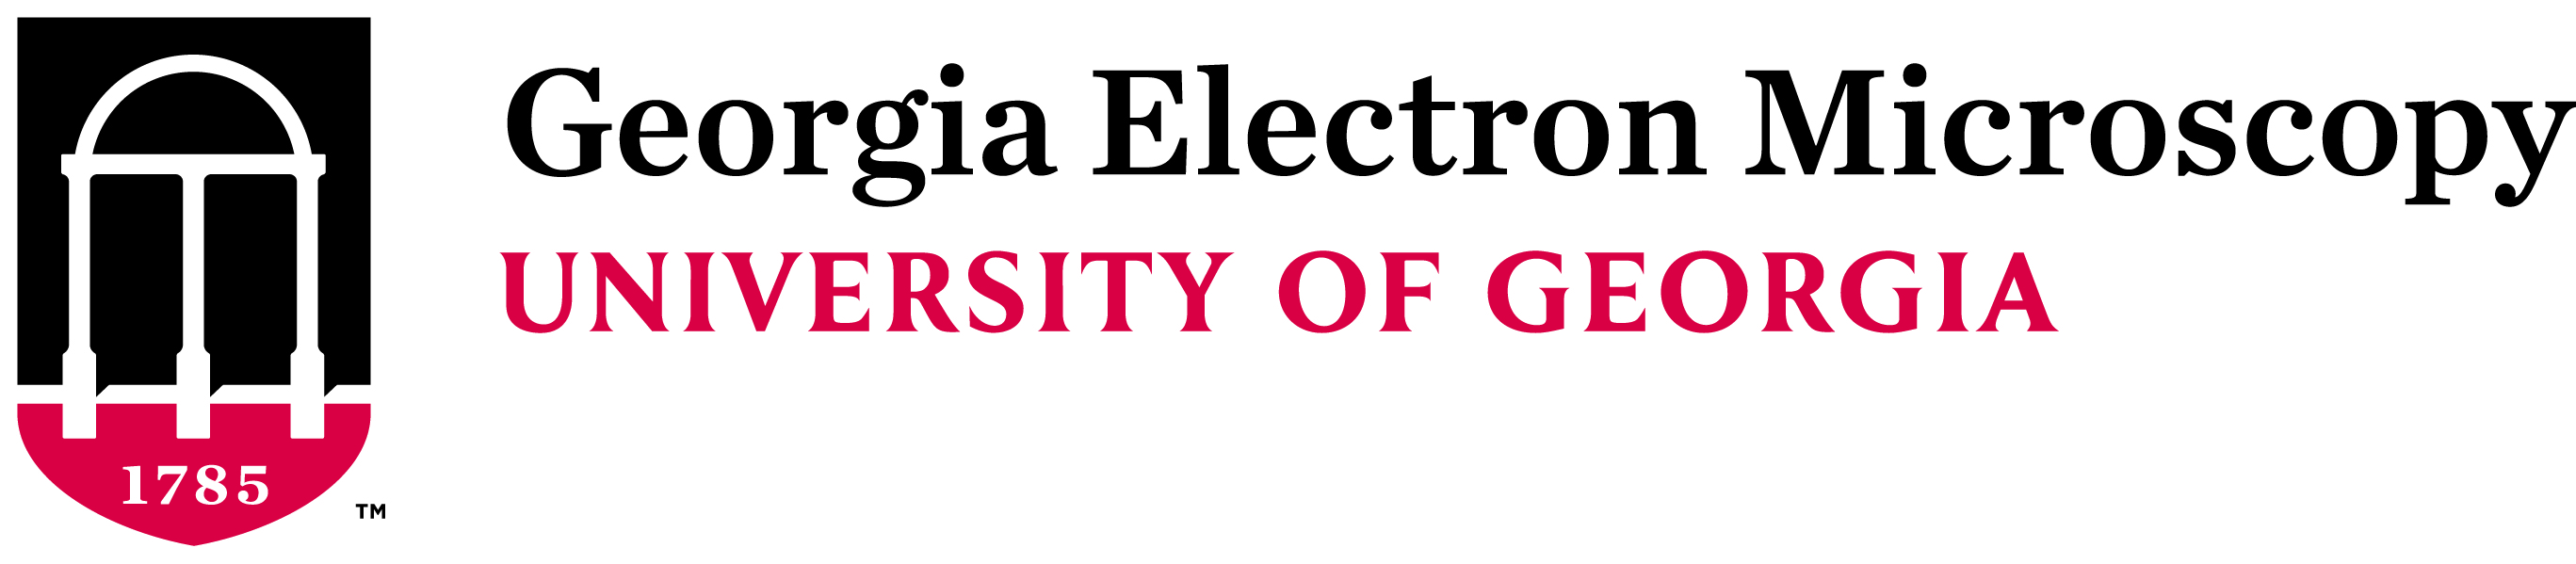 Georgia Electron Microscopy
UNIVERSITY OF GEORGIA
1785
TM